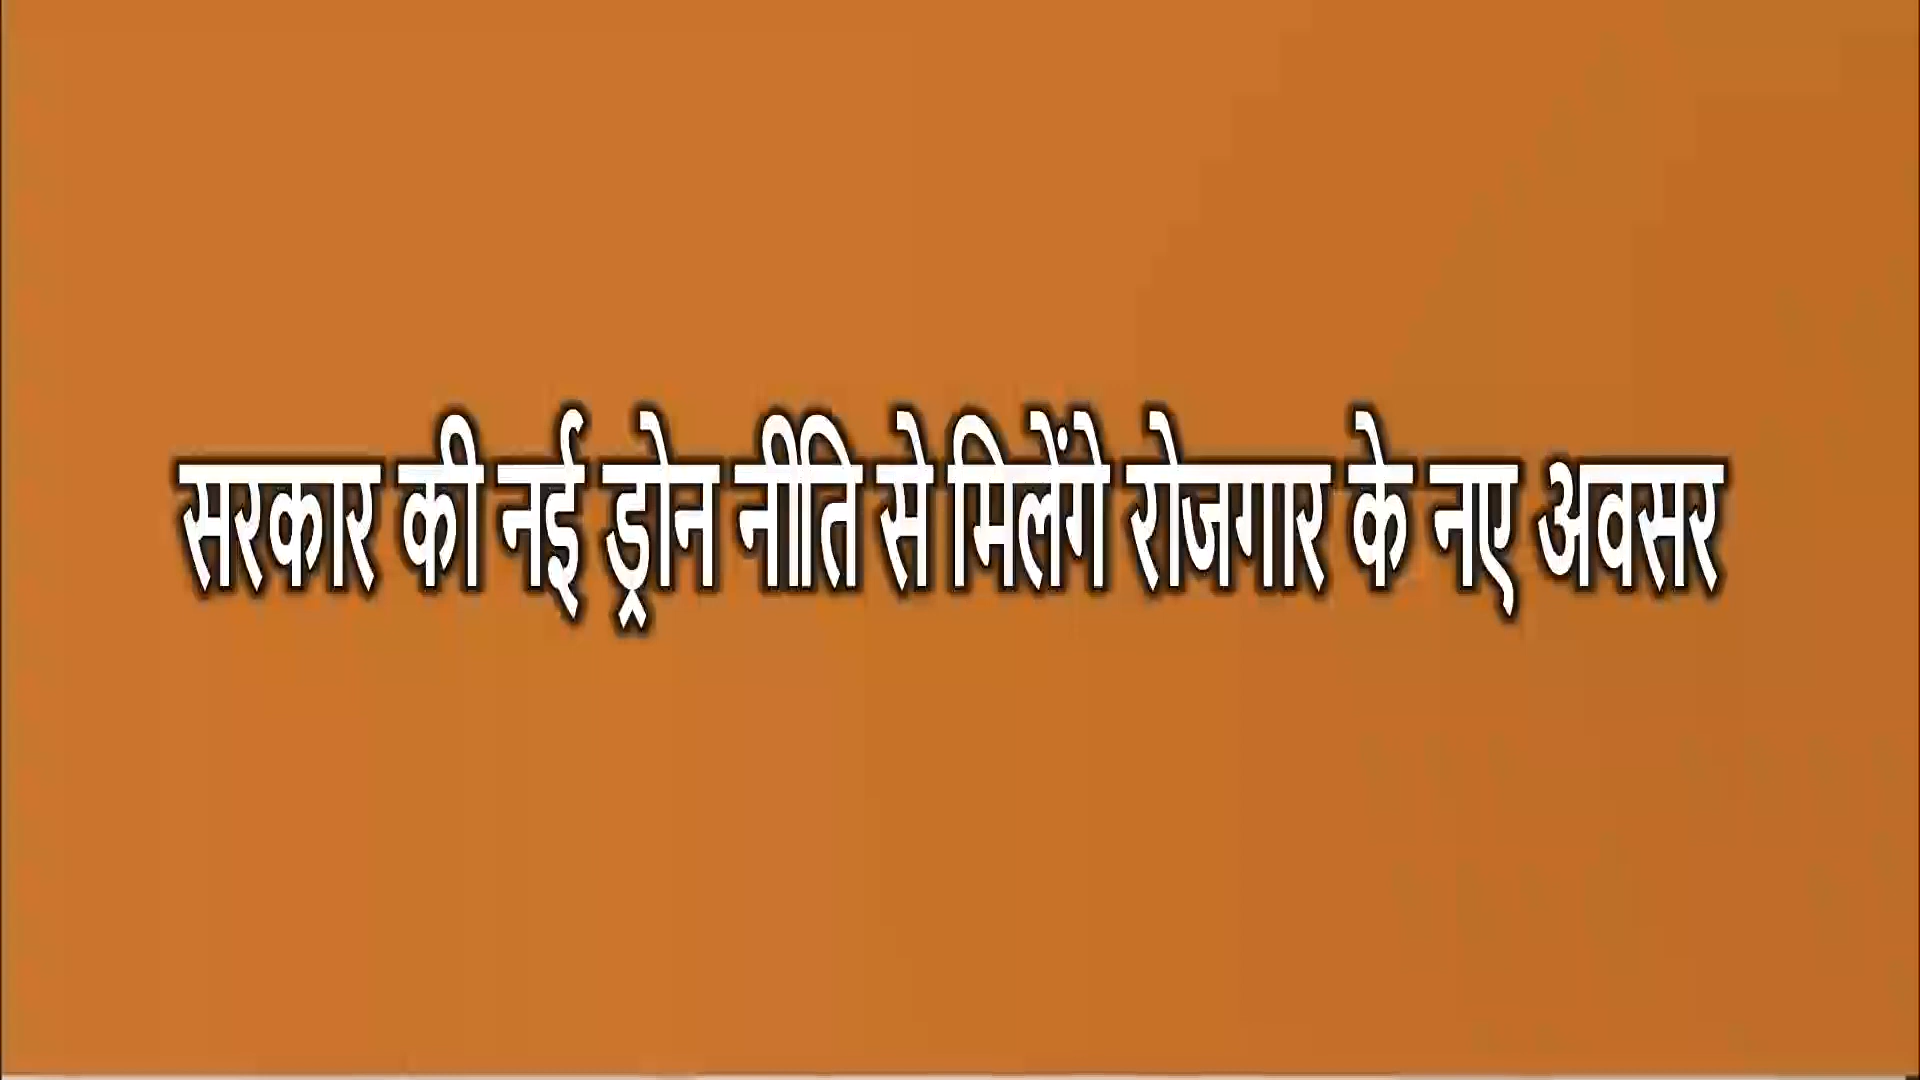 सरकार की नई ड्रोन नीति से मिलेंगे रोजगार के नए अवसर